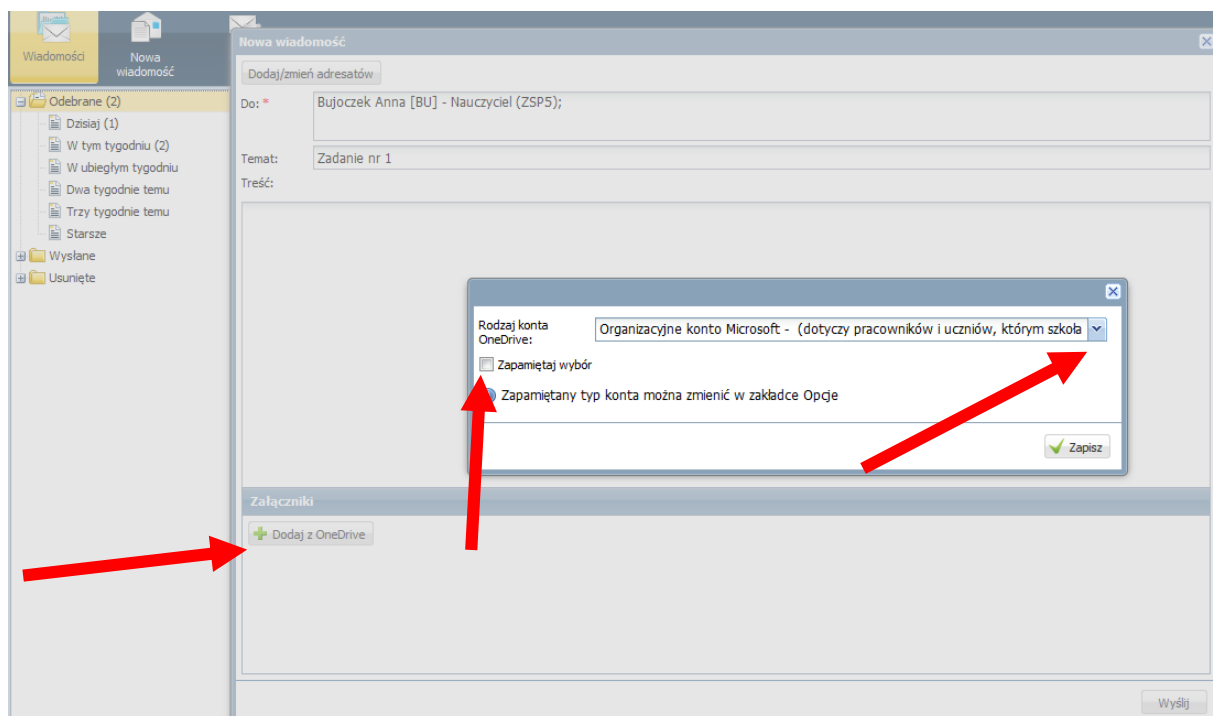 Wiadomości
Nowa
wiadomość
Odebrane (2)
Dzisiaj (1)
W tym tygodniu (2)
W ubiegłym tygodniu
Dwa tygodnie temu
Trzy tygodnie temu
Starsze
Wysłane
Usunięte
Nowa wiadomość
Dodaj/zmień adresatów
Do: * Bujoczek Anna [BU] - Nauczyciel (ZSP5);
Temat: Zadanie nr 1
Treść:
Rodzaj konta
OneDrive:
Organizacyjne konto Microsoft - (dotyczy pracowników i uczniów, którym szkoła
Zapamiętaj wybór
Zapamiętany typ konta można zmienić w zakładce Opcje
Zapisz
Załączniki
Dodaj z OneDrive
Wyślij